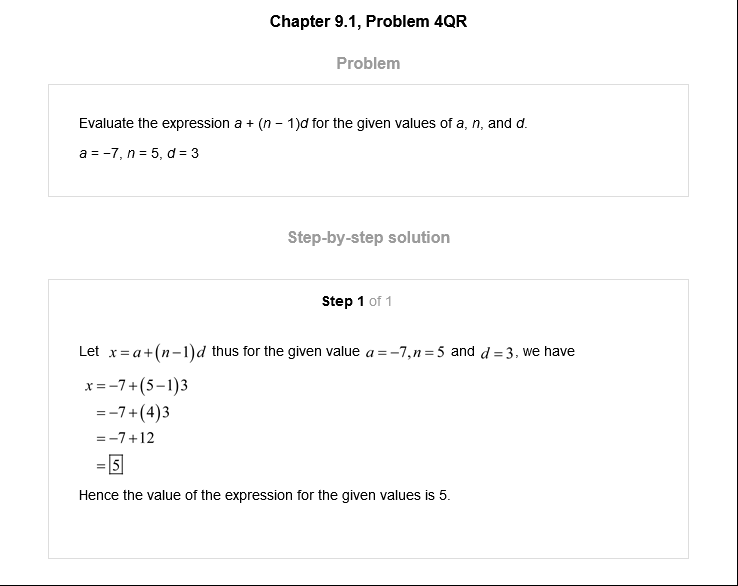 Chapter 9.1, Problem 4QR
Problem
Evaluate the expression a + (n − 1)d for the given values of a, n, and d.
a = −7, n = 5, d = 3
Step-by-step solution
Step 1 of 1
Let x = a + (n − 1)d thus for the given value a = −7, n = 5 and d = 3, we have
x = −7 + (5 − 1)3
= −7 + (4)3
= −7 + 12
= 5
Hence the value of the expression for the given values is 5.